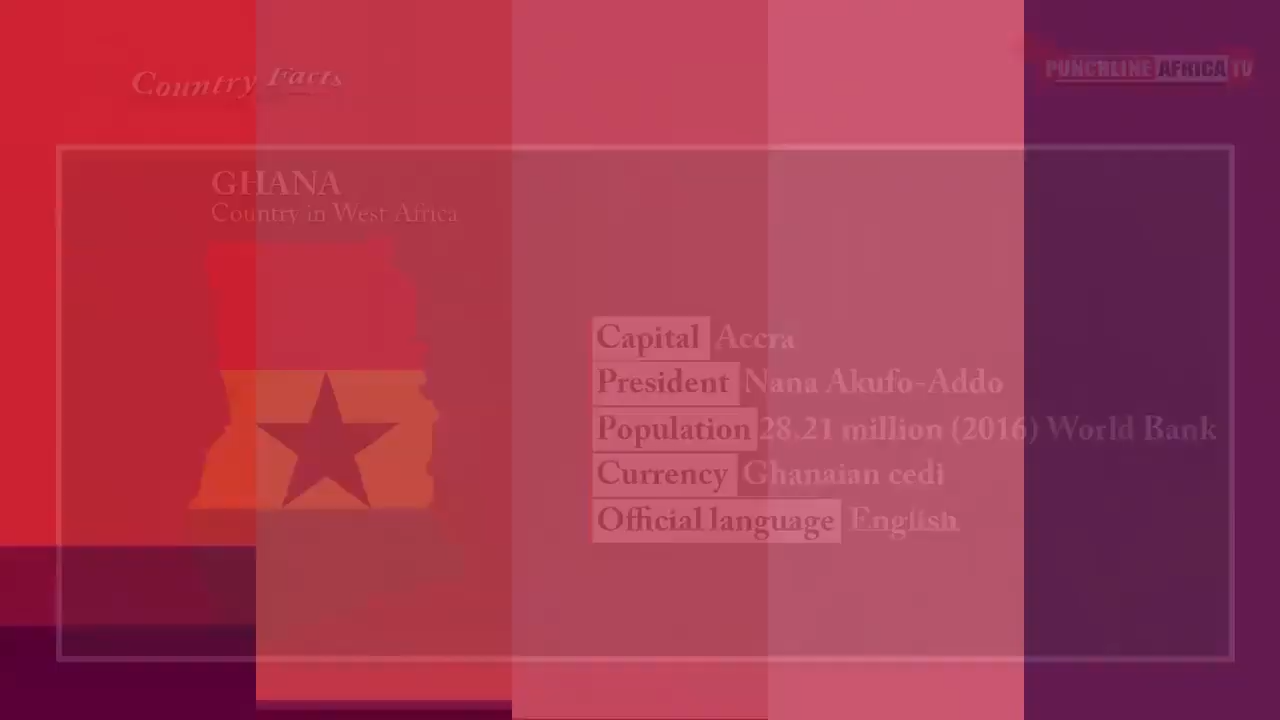 Country Facts
PUNCHLINE AFRICA TV
GHANA
Country in West Africa
Capital Accra
President Nana Akufo-Addo
Population 28.21 million (2016) World Bank
Currency Ghanaian cedi
Official language English